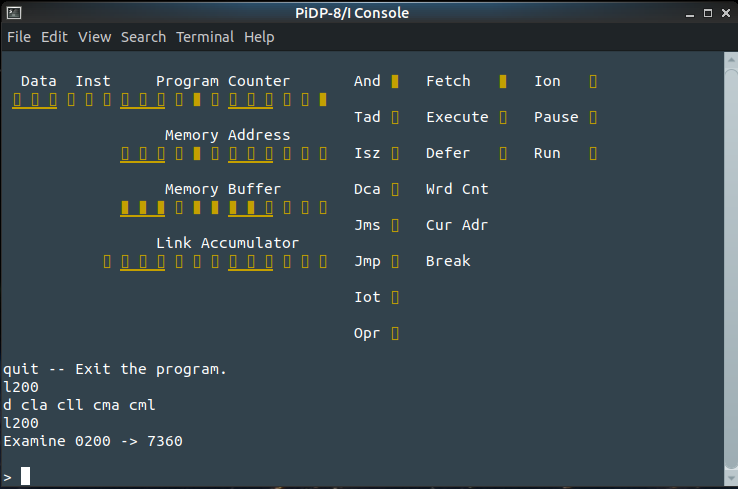 PiDP-8/I Console
File Edit View Search Terminal Help
Data Inst Program Counter And Fetch Ion
Tad Execute Pause
Memory Address
Isz Defer Run
Memory Buffer Dca Wrd Cnt
Jms Cur Adr
Link Accumulator
Jmp Break
Iot
Opr
quit -- Exit the program.
l200
d cla cll cma cml
l200
Examine 0200 -> 7360
>